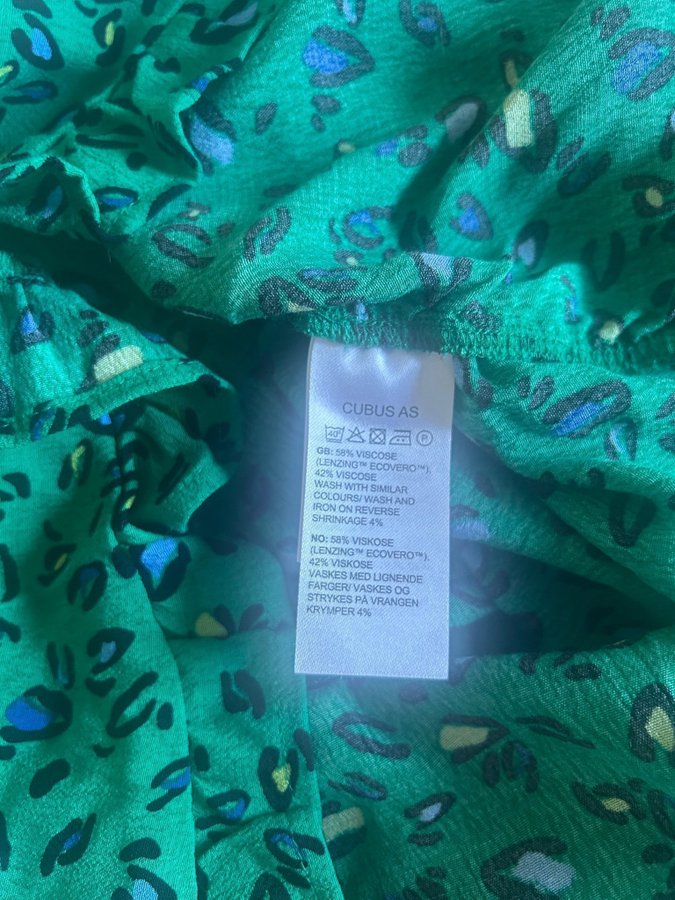 CUBUS AS
40°
P
GB: 58% VISCOSE
(LENZING™ ECOVERO™),
42% VISCOSE
WASH WITH SIMILAR
COLOURS/ WASH AND
IRON ON REVERSE
SHRINKAGE 4%
NO: 58% VISKOSE
(LENZING™ ECOVERO™),
42% VISKOSE
VASKES MED LIGNENDE
FARGER/ VASKES OG
STRYKES PÅ VRANGEN
KRYMPER 4%